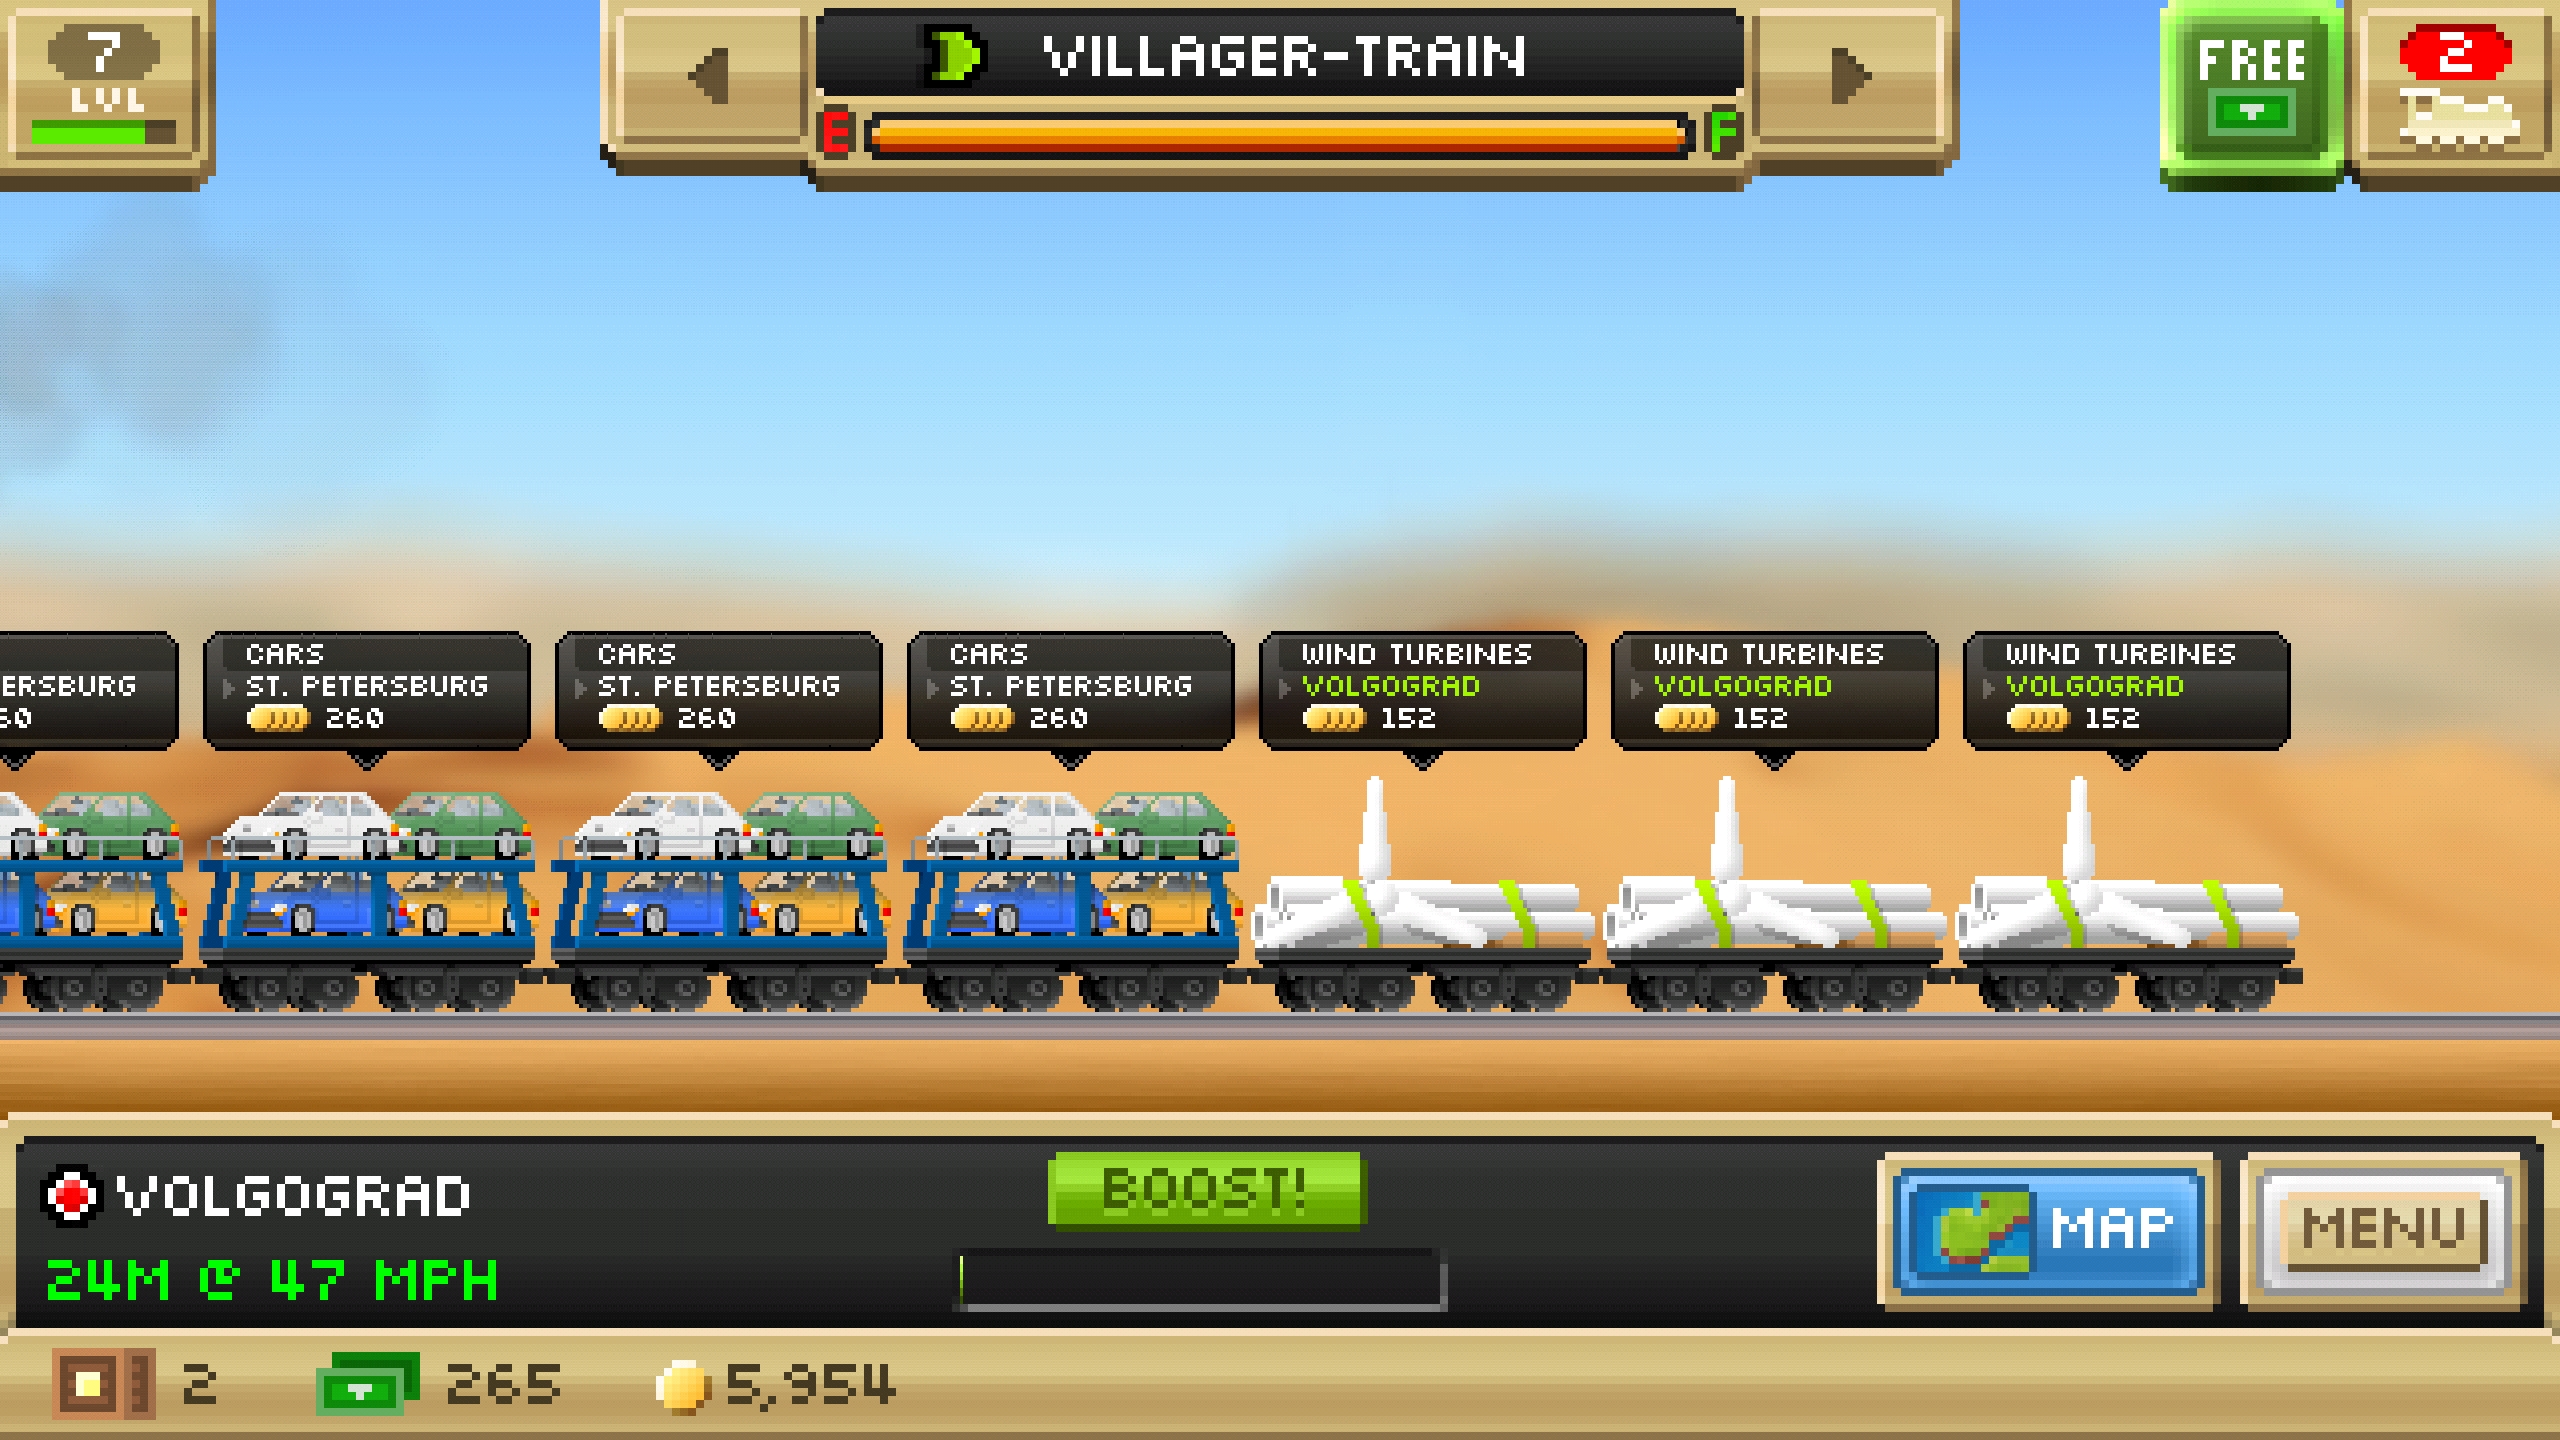 7
LVL
VILLAGER-TRAIN
E F
FREE
2
ERSBURG
60
CARS
ST. PETERSBURG
260
CARS
ST. PETERSBURG
260
CARS
ST. PETERSBURG
260
WIND TURBINES
VOLGOGRAD
152
WIND TURBINES
VOLGOGRAD
152
WIND TURBINES
VOLGOGRAD
152
VOLGOGRAD
24M @ 47 MPH
BOOST!
MAP
MENU
2 265 5,954